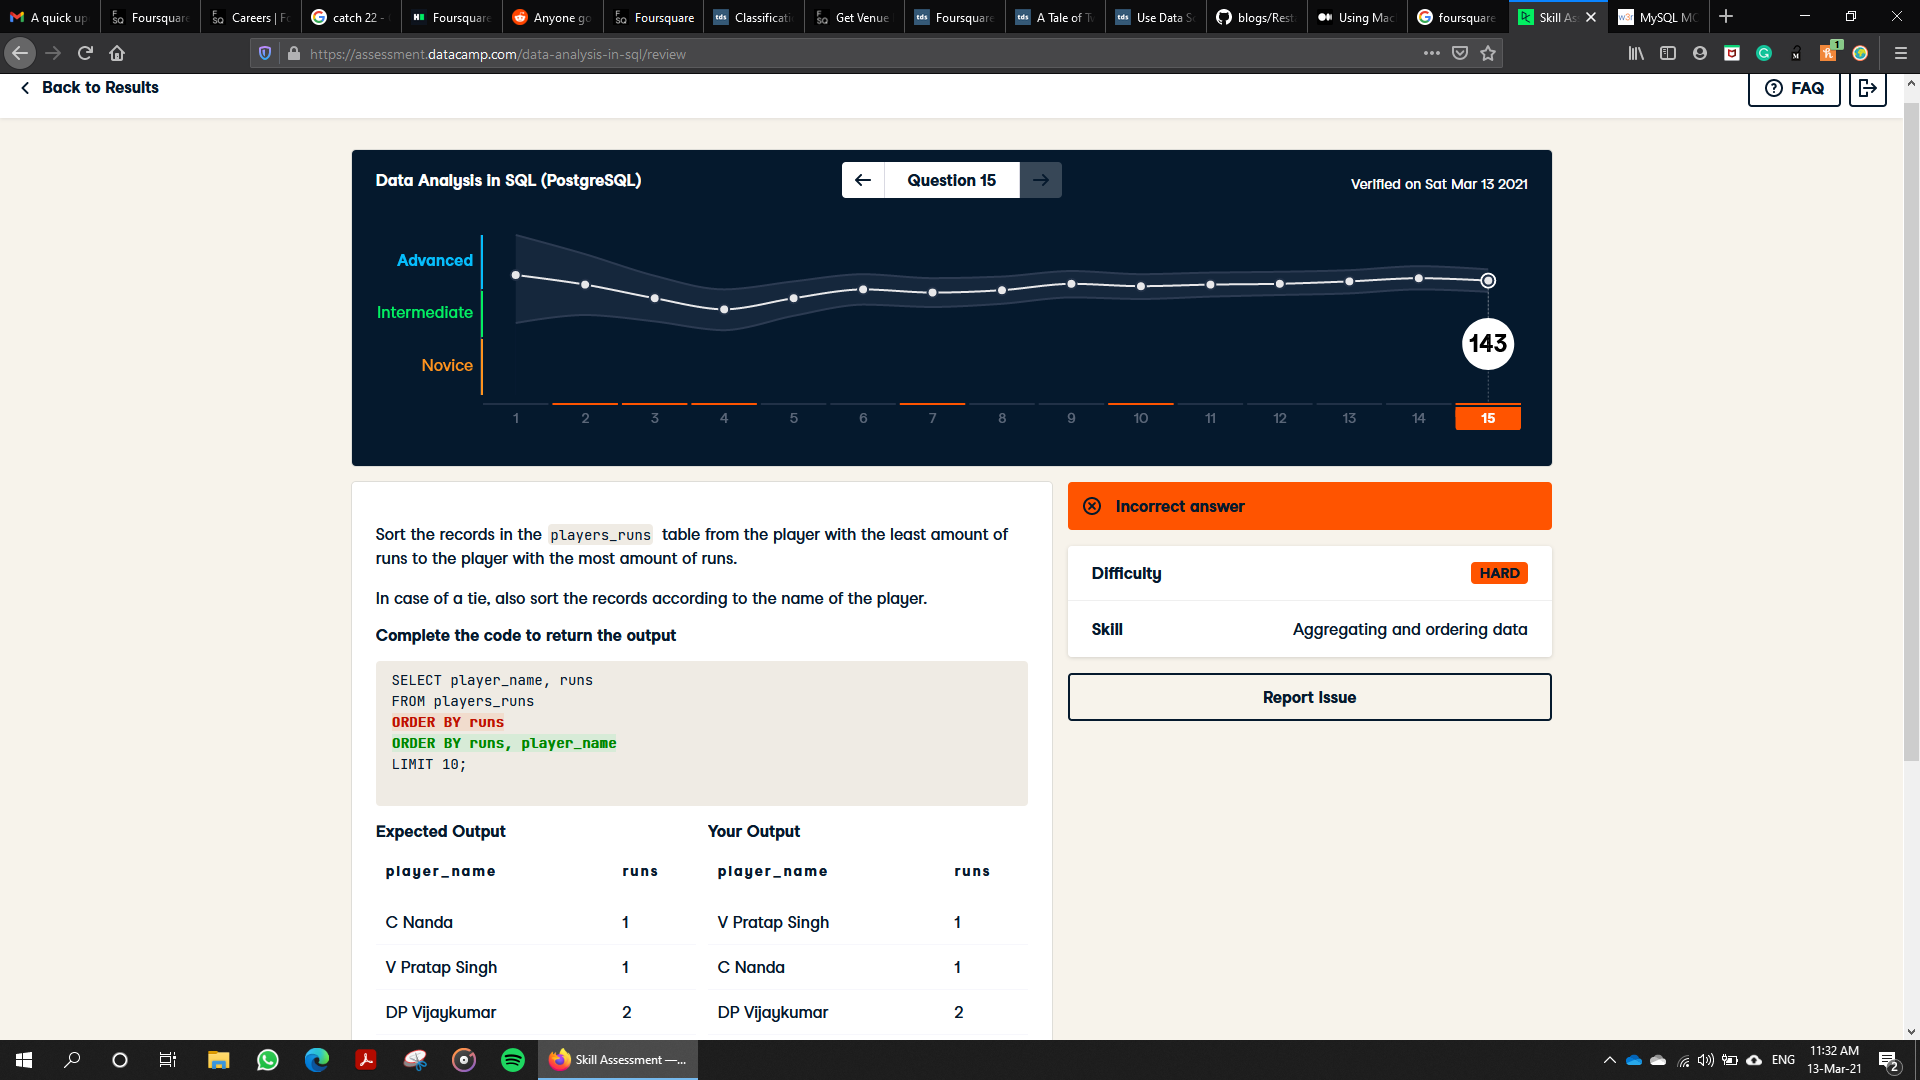 A quick up
Foursquare
Careers | Fo
catch 22 -
Foursquare
Anyone go
Foursquare
Classificati
Get Venue
Foursquare
A Tale of Tw
Use Data Sc
blogs/Rest
Using Mac
foursquare
Skill As
MySQL MO
https://assessment.datacamp.com/data-analysis-in-sql/review
Back to Results
FAQ
Data Analysis in SQL (PostgreSQL)
Question 15
Verified on Sat Mar 13 2021
Advanced
Intermediate
Novice
143
1 2 3 4 5 6 7 8 9 10 11 12 13 14 15
Sort the records in the players_runs table from the player with the least amount of
runs to the player with the most amount of runs.
In case of a tie, also sort the records according to the name of the player.
Complete the code to return the output
SELECT player_name, runs
FROM players_runs
ORDER BY runs
ORDER BY runs, player_name
LIMIT 10;
Incorrect answer
Difficulty HARD
Skill Aggregating and ordering data
Report Issue
Expected Output Your Output
player_name runs player_name runs
C Nanda 1 V Pratap Singh 1
V Pratap Singh 1 C Nanda 1
DP Vijaykumar 2 DP Vijaykumar 2
Skill Assessment —...
ENG
11:32 AM
13-Mar-21
2